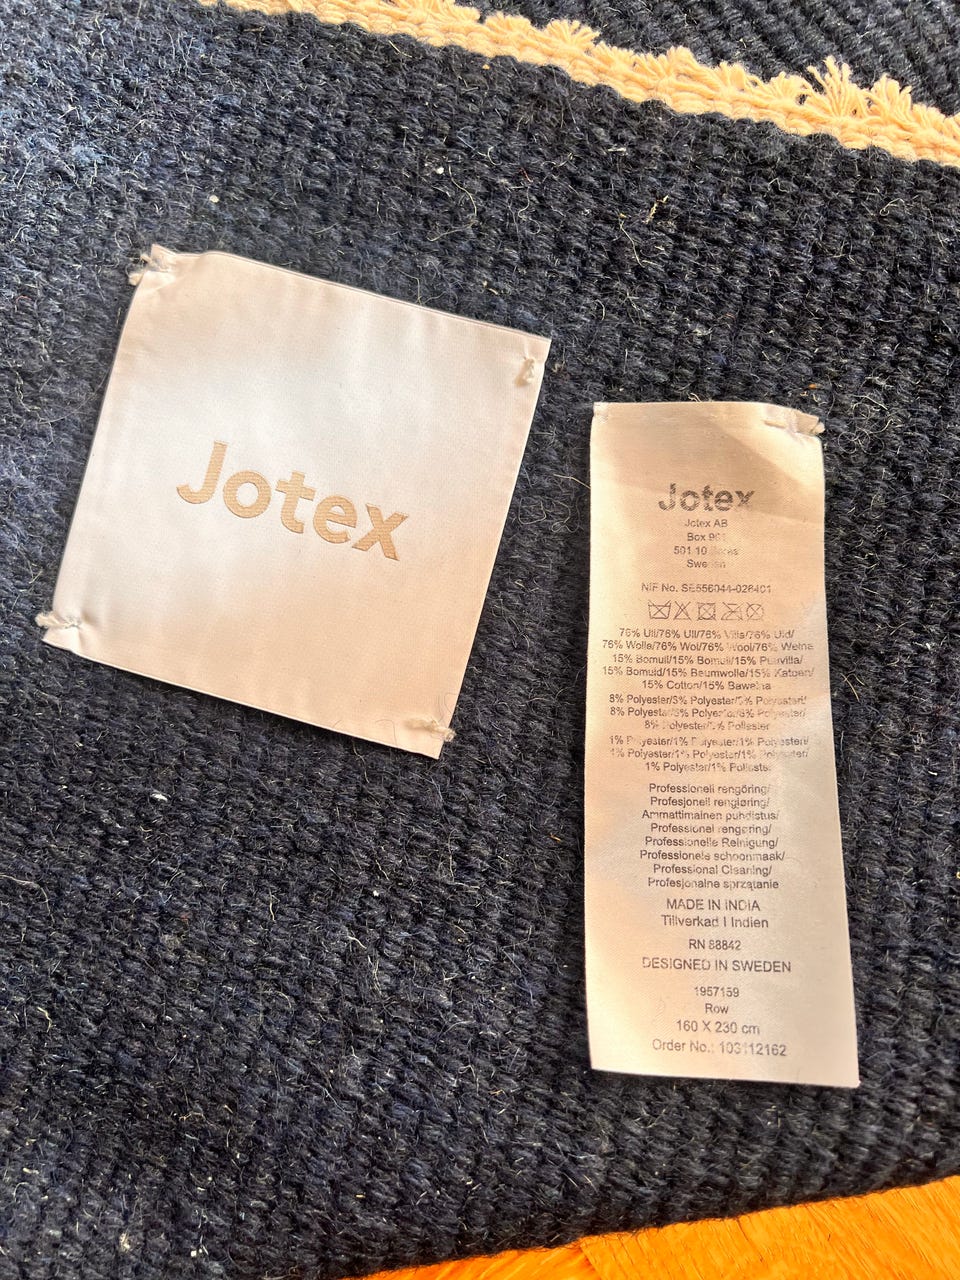 Jotex
Jotex
Jotex AB
Box
501 10
NIF No.
76% Ull/76% Ull/76% Villa/76% Uld/
76% Wolle/76% Wol/76% Wool/76% Wełna
15% Bomull/15% Bomull/15% Puuvilla/
15% Bomuld/15% Baumwolle/15% Katoen/
15% Cotton/15% Bawełna
8% Polyester/8% Polyester/8% Polyesteri/
8% Polyester/8% Polyester/8% Polyester/
8% Polyester/8% Poliester
1% Polyester/1% Polyester/1% Polyesteri/
1% Polyester/1% Polyester/1% Polyester/
1% Polyester/1% Poliester
Professionell rengöring/
Profesjonell rengjøring/
Ammattimainen puhdistus/
Professionel rengøring/
Professionelle Reinigung/
Professionele schoonmaak/
Professional Cleaning/
Profesjonalne sprzątanie
MADE IN INDIA
Tillverkad I Indien
RN 88842
DESIGNED IN SWEDEN
1957159
Row
160 X 230 cm
Order No.: 103112162